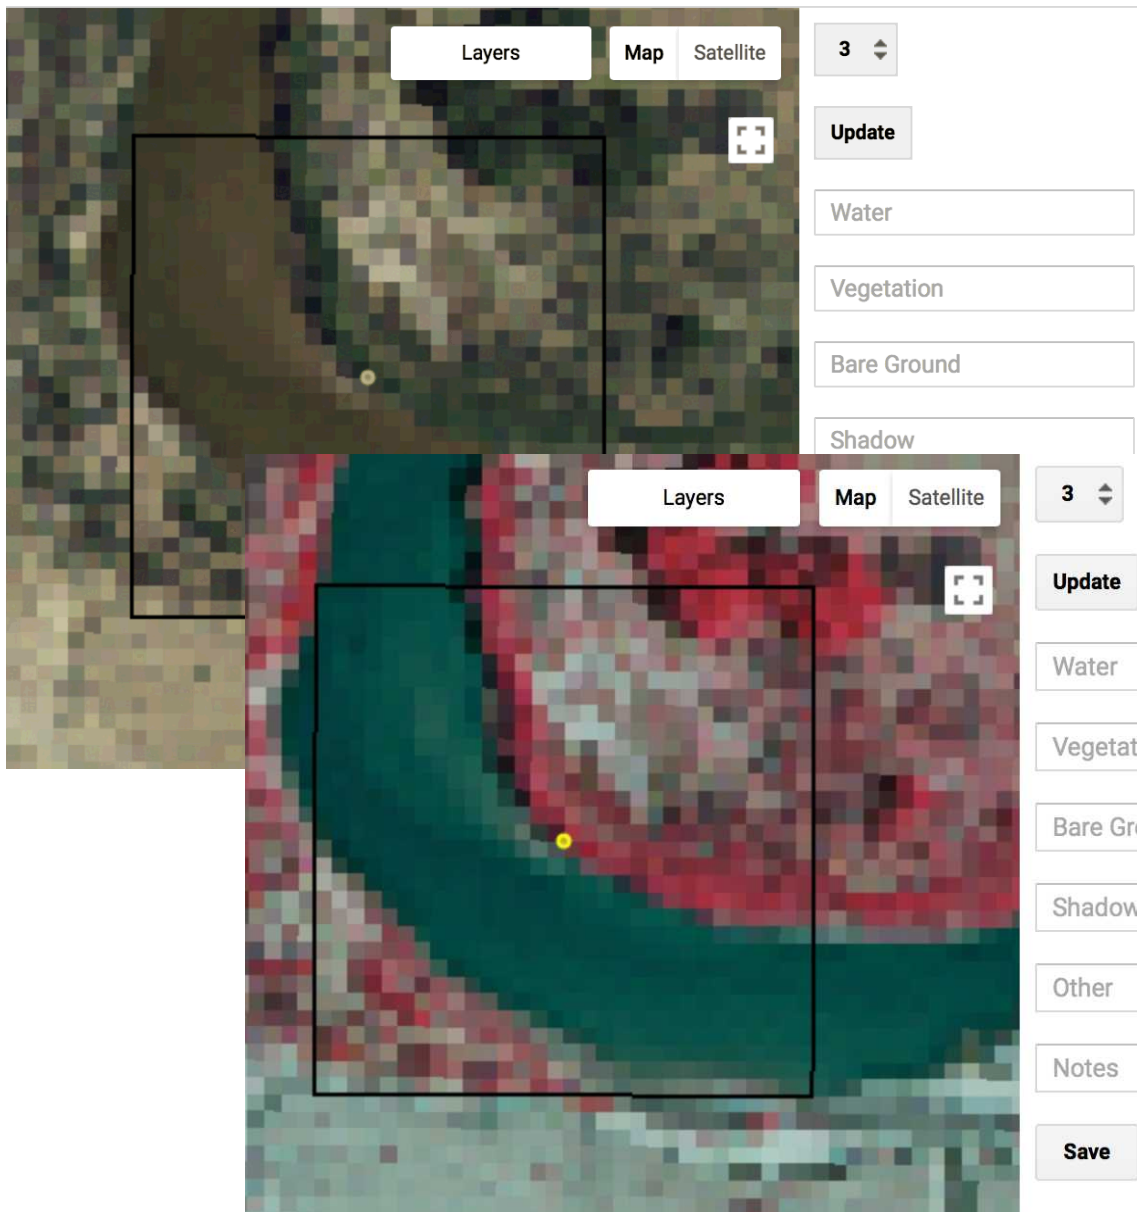 Layers Map Satellite 3
Update
Water
Vegetation
Bare Ground
Shadow
Layers Map Satellite 3
Update
Water
Vegetat
Bare Gr
Shadow
Other
Notes
Save